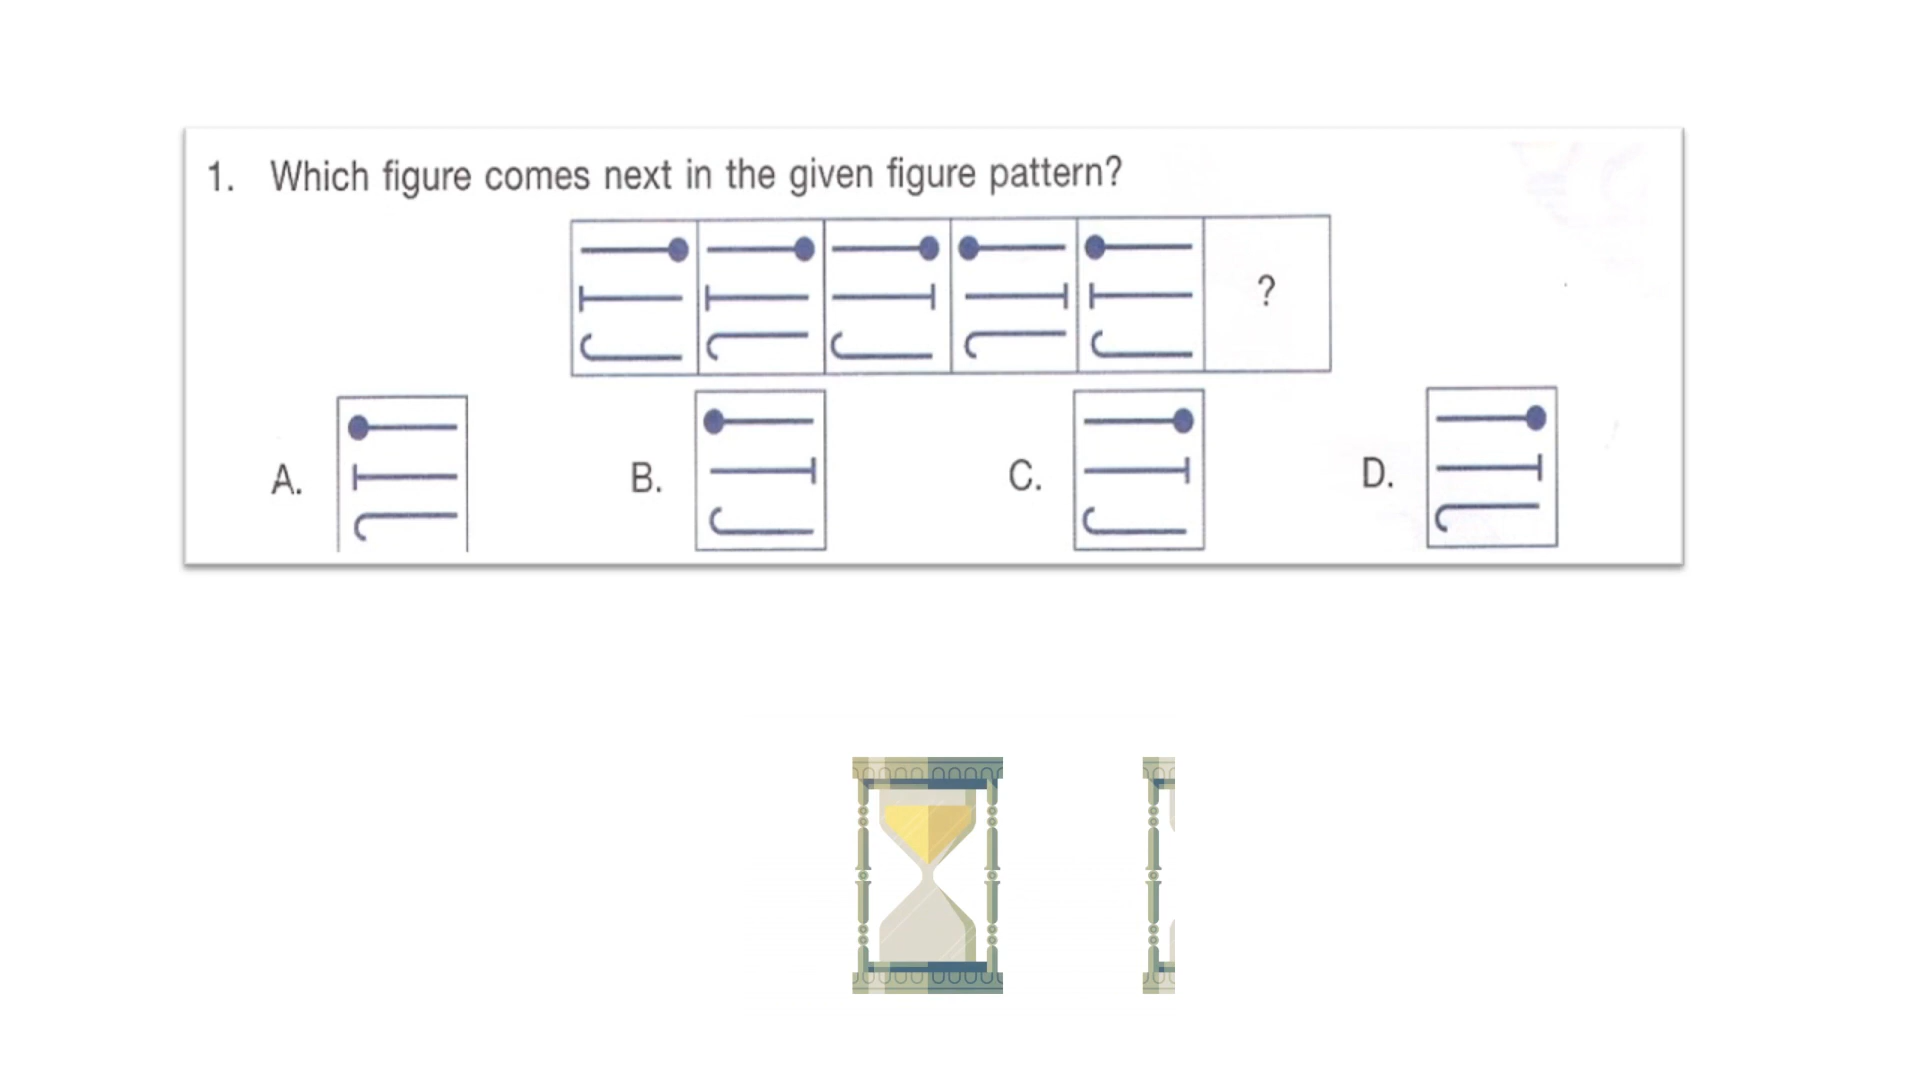 1. Which figure comes next in the given figure pattern?
?
A. B. C. D.